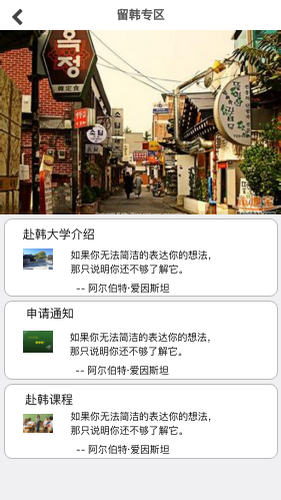 留韩专区
옥정
赴韩大学介绍
如果你无法简洁的表达你的想法，
那只说明你还不够了解它。
-- 阿尔伯特·爱因斯坦
申请通知
如果你无法简洁的表达你的想法，
那只说明你还不够了解它。
-- 阿尔伯特·爱因斯坦
赴韩课程
如果你无法简洁的表达你的想法，
那只说明你还不够了解它。
-- 阿尔伯特·爱因斯坦